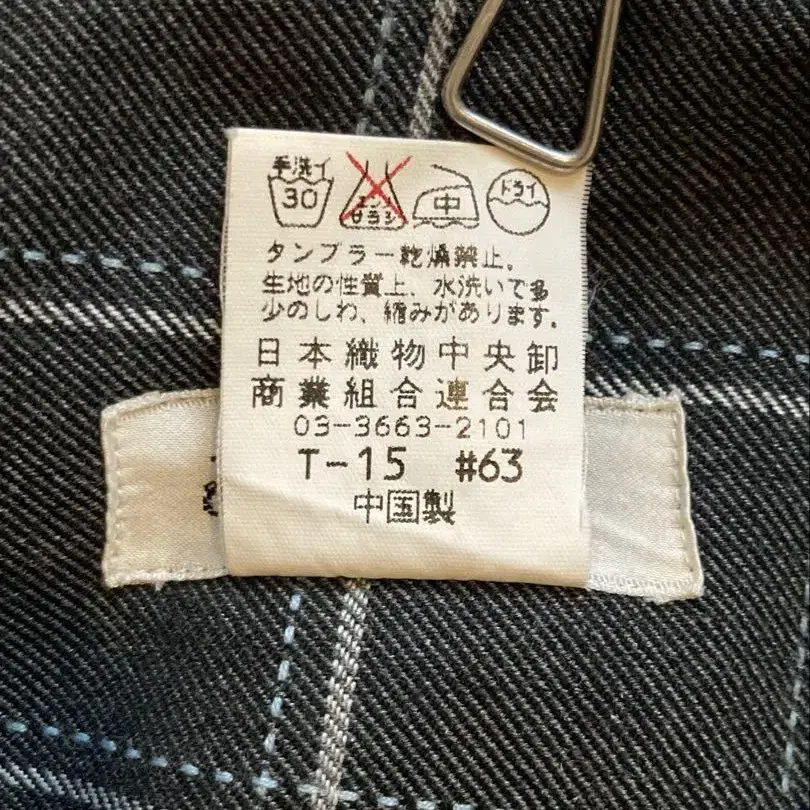 手洗イ
30
エンソ
サラシ
中
ドライ
タンブラー乾燥禁止。
生地の性質上、水洗いで多
少のしわ、縮みがあります。
日本織物中央卸
商業組合連合会
03-3663-2101
T-15 #63
中国製